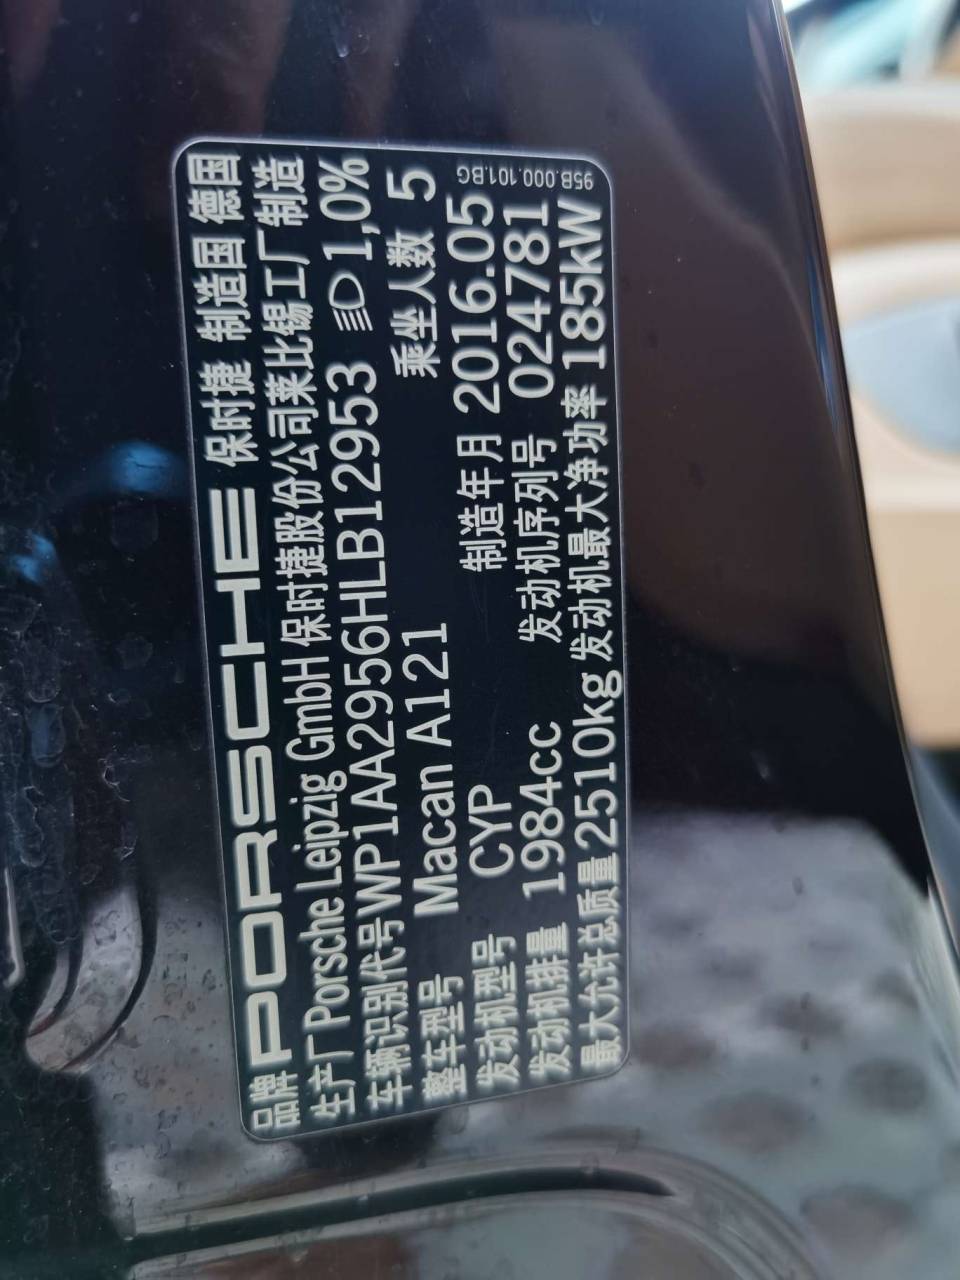 品牌 PORSCHE 保时捷 制造国 德国
生产厂 Porsche Leipzig GmbH 保时捷股份公司莱比锡工厂制造
车辆识别代号 WP1AA2956HLB12953 1,0%
整车型号 Macan A121 乘坐人数 5
发动机型号 CYP 制造年月 2016.05
发动机排量 1984cc 发动机序列号 024781
最大允许总质量 2510kg 发动机最大净功率 185kW
95B.000.101.BG